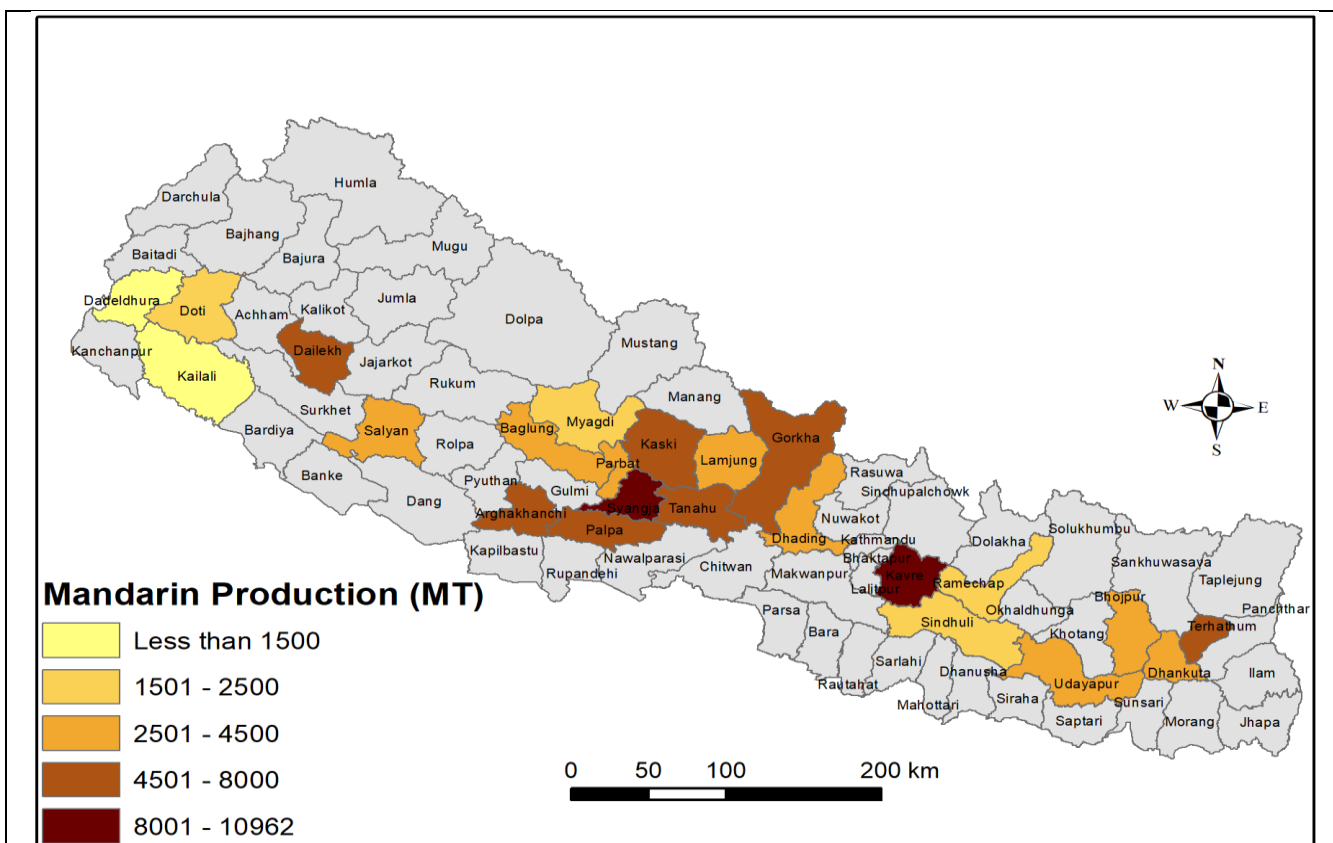 Humla
Darchula
Bajhang
Mugu
Baitadi
Bajura
Dadeldhura
Doti
Achham
Kalikot
Jumla
Dolpa
Mustang
Kanchanpur
Kailali
Dailekh
Jajarkot
Rukum
Manang
N
W
E
S
Surkhet
Bardiya
Salyan
Rolpa
Baglung
Myagdi
Kaski
Lamjung
Gorkha
Parbat
Banke
Dang
Pyuthan
Gulmi
Syangja
Tanahu
Arghakhanchi
Palpa
Rasuwa
Sindhupalchowk
Nuwakot
Dhading
Kathmandu
Dolakha
Solukhumbu
Kapilbastu
Rupandehi
Nawalparasi
Chitwan
Makwanpur
Bhaktapur
Kavre
Lalitpur
Ramechap
Sankhuwasaya
Taplejung
Okhaldhunga
Bhojpur
Panchthar
Terhathum
Parsa
Bara
Sindhuli
Khotang
Rautahat
Sarlahi
Dhanusha
Mahottari
Siraha
Udayapur
Dhankuta
Ilam
Saptari
Sunsari
Morang
Jhapa
Mandarin Production (MT)
Less than 1500
1501 - 2500
2501 - 4500
4501 - 8000
8001 - 10962
0 50 100 200 km